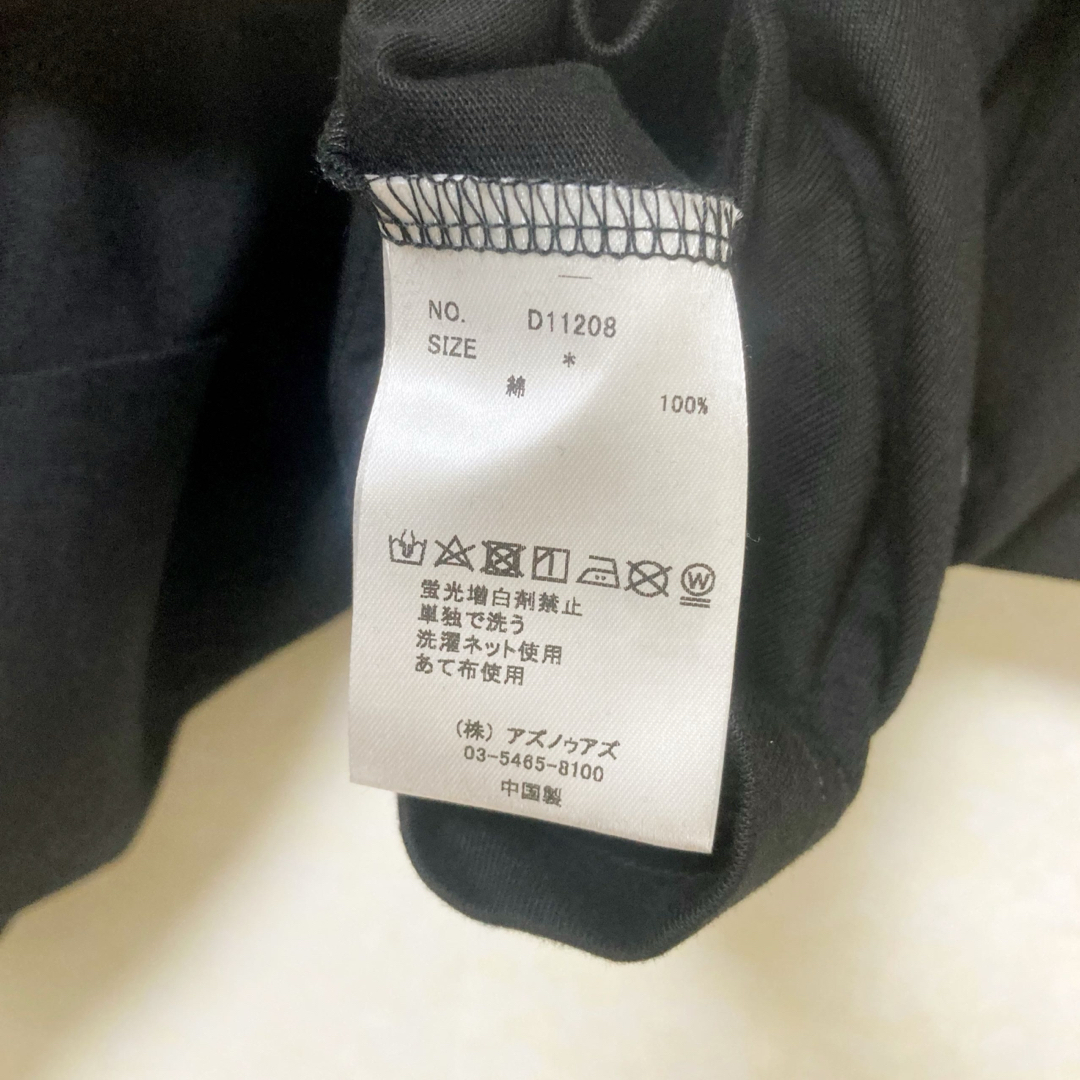 NO. D11208
SIZE *
綿 100%
W
蛍光増白剤禁止
単独で洗う
洗濯ネット使用
あて布使用
(株) アズノゥアズ
03-5465-8100
中国製